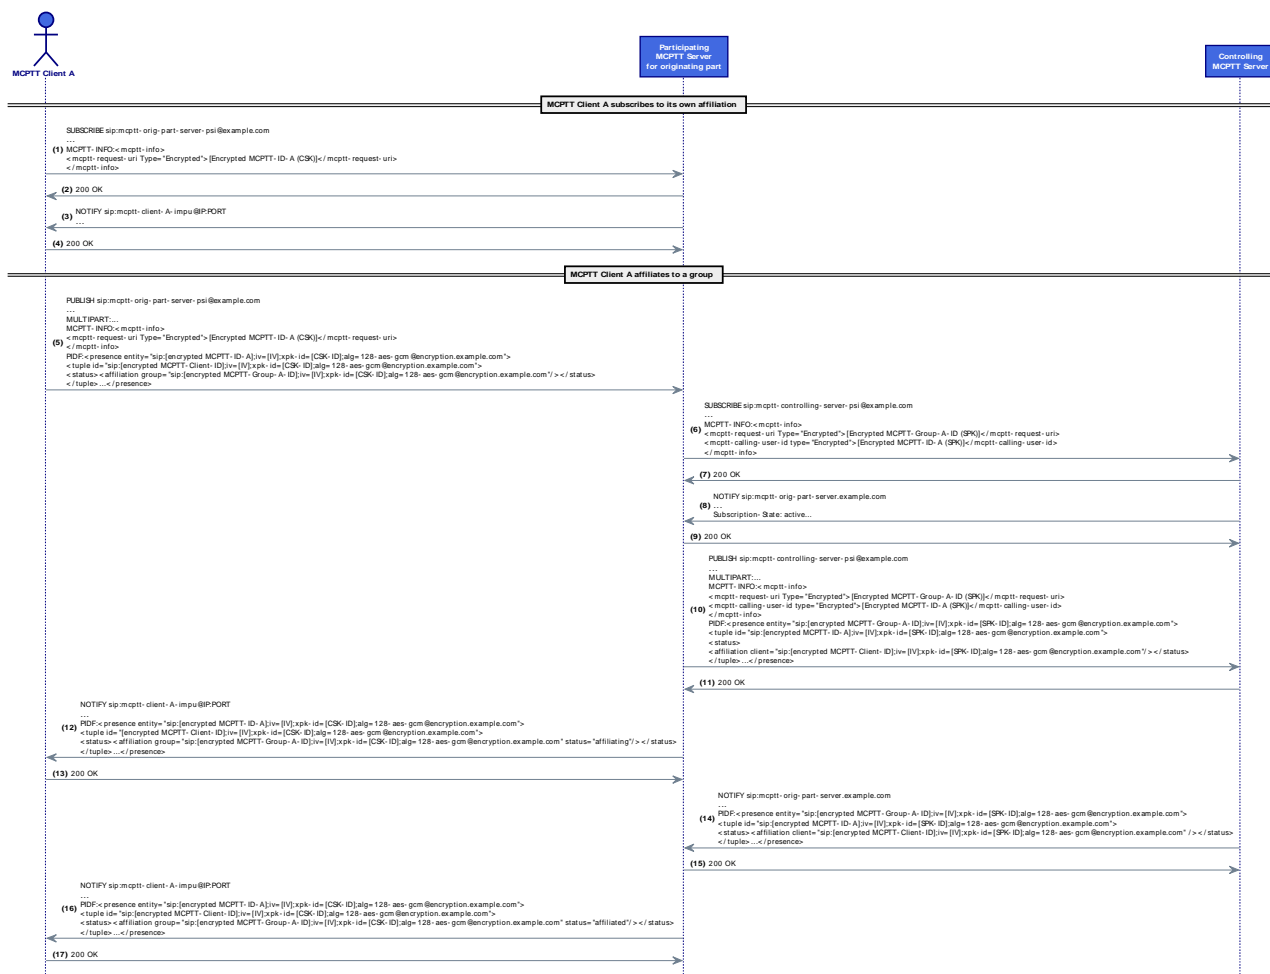 MCPTT Client A
Participating
MCPTT Server
for originating part
Controlling
MCPTT Server
MCPTT Client A subscribes to its own affiliation
SUBSCRIBE sip:mcptt-orig-part-server-psi@example.com
...
(1) MCPTT-INFO:<mcptt-info>
<mcptt-request-uri Type="Encrypted">[Encrypted MCPTT-ID-A (CSK)]</mcptt-request-uri>
</mcptt-info>
(2) 200 OK
NOTIFY sip:mcptt-client-A-impu@IP:PORT
(3) ...
(4) 200 OK
MCPTT Client A affiliates to a group
PUBLISH sip:mcptt-orig-part-server-psi@example.com
...
MULTIPART:...
MCPTT-INFO:<mcptt-info>
<mcptt-request-uri Type="Encrypted">[Encrypted MCPTT-ID-A (CSK)]</mcptt-request-uri>
(5) </mcptt-info>
PIDF:<presence entity="sip:[encrypted MCPTT-ID-A];iv=[IV];xpk-id=[CSK-ID];alg=128-aes-gcm@encryption.example.com">
<tuple id="sip:[encrypted MCPTT-Client-ID];iv=[IV];xpk-id=[CSK-ID];alg=128-aes-gcm@encryption.example.com">
<status><affiliation group="sip:[encrypted MCPTT-Group-A-ID];iv=[IV];xpk-id=[CSK-ID];alg=128-aes-gcm@encryption.example.com"/></status>
</tuple>...</presence>
SUBSCRIBE sip:mcptt-controlling-server-psi@example.com
...
MCPTT-INFO:<mcptt-info>
(6) <mcptt-request-uri Type="Encrypted">[Encrypted MCPTT-Group-A-ID (SPK)]</mcptt-request-uri>
<mcptt-calling-user-id type="Encrypted">[Encrypted MCPTT-ID-A (SPK)]</mcptt-calling-user-id>
</mcptt-info>
(7) 200 OK
NOTIFY sip:mcptt-orig-part-server.example.com
(8) ...
Subscription-State: active...
(9) 200 OK
PUBLISH sip:mcptt-controlling-server-psi@example.com
...
MULTIPART:...
MCPTT-INFO:<mcptt-info>
<mcptt-request-uri Type="Encrypted">[Encrypted MCPTT-Group-A-ID (SPK)]</mcptt-request-uri>
(10) <mcptt-calling-user-id type="Encrypted">[Encrypted MCPTT-ID-A (SPK)]</mcptt-calling-user-id>
</mcptt-info>
PIDF:<presence entity="sip:[encrypted MCPTT-Group-A-ID];iv=[IV];xpk-id=[SPK-ID];alg=128-aes-gcm@encryption.example.com">
<tuple id="sip:[encrypted MCPTT-ID-A];iv=[IV];xpk-id=[SPK-ID];alg=128-aes-gcm@encryption.example.com">
<status>
<affiliation client="sip:[encrypted MCPTT-Client-ID];iv=[IV];xpk-id=[SPK-ID];alg=128-aes-gcm@encryption.example.com"/></status>
</tuple>...</presence>
(11) 200 OK
NOTIFY sip:mcptt-client-A-impu@IP:PORT
...
PIDF:<presence entity="sip:[encrypted MCPTT-ID-A];iv=[IV];xpk-id=[CSK-ID];alg=128-aes-gcm@encryption.example.com">
(12) <tuple id="[encrypted MCPTT-Client-ID];iv=[IV];xpk-id=[CSK-ID];alg=128-aes-gcm@encryption.example.com">
<status><affiliation group="sip:[encrypted MCPTT-Group-A-ID];iv=[IV];xpk-id=[CSK-ID];alg=128-aes-gcm@encryption.example.com" status="affiliating"/></status>
</tuple>...</presence>
(13) 200 OK
NOTIFY sip:mcptt-orig-part-server.example.com
...
PIDF:<presence entity="sip:[encrypted MCPTT-Group-A-ID];iv=[IV];xpk-id=[SPK-ID];alg=128-aes-gcm@encryption.example.com">
(14) <tuple id="sip:[encrypted MCPTT-ID-A];iv=[IV];xpk-id=[SPK-ID];alg=128-aes-gcm@encryption.example.com">
<status><affiliation client="sip:[encrypted MCPTT-Client-ID];iv=[IV];xpk-id=[SPK-ID];alg=128-aes-gcm@encryption.example.com" /></status>
</tuple>...</presence>
(15) 200 OK
NOTIFY sip:mcptt-client-A-impu@IP:PORT
...
PIDF:<presence entity="sip:[encrypted MCPTT-ID-A];iv=[IV];xpk-id=[CSK-ID];alg=128-aes-gcm@encryption.example.com">
(16) <tuple id="sip:[encrypted MCPTT-Client-ID];iv=[IV];xpk-id=[CSK-ID];alg=128-aes-gcm@encryption.example.com">
<status><affiliation group="sip:[encrypted MCPTT-Group-A-ID];iv=[IV];xpk-id=[CSK-ID];alg=128-aes-gcm@encryption.example.com" status="affiliated"/></status>
</tuple>...</presence>
(17) 200 OK